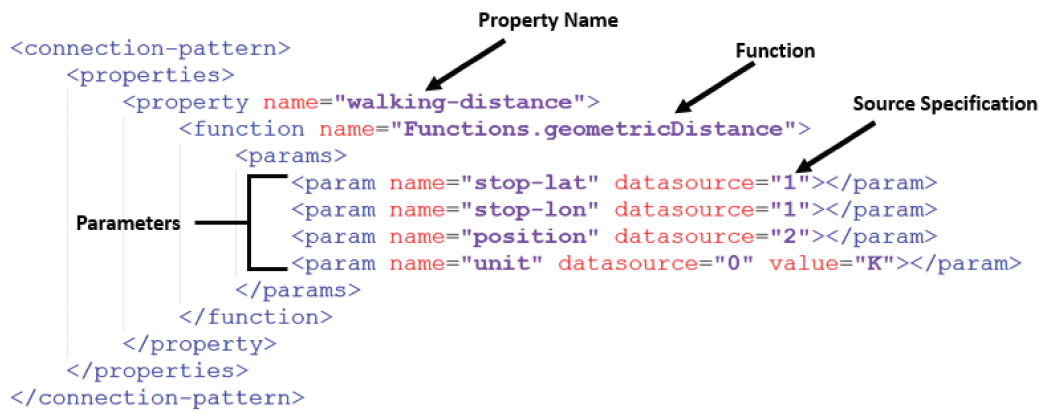 Property Name
<connection-pattern>
Function
<properties>
<property name="walking-distance">
Source Specification
<function name="Functions.geometricDistance">
<params>
<param name="stop-lat" datasource="1"></param>
<param name="stop-lon" datasource="1"></param>
Parameters
<param name="position" datasource="2"></param>
<param name="unit" datasource="0" value="K"></param>
</params>
</function>
</property>
</properties>
</connection-pattern>